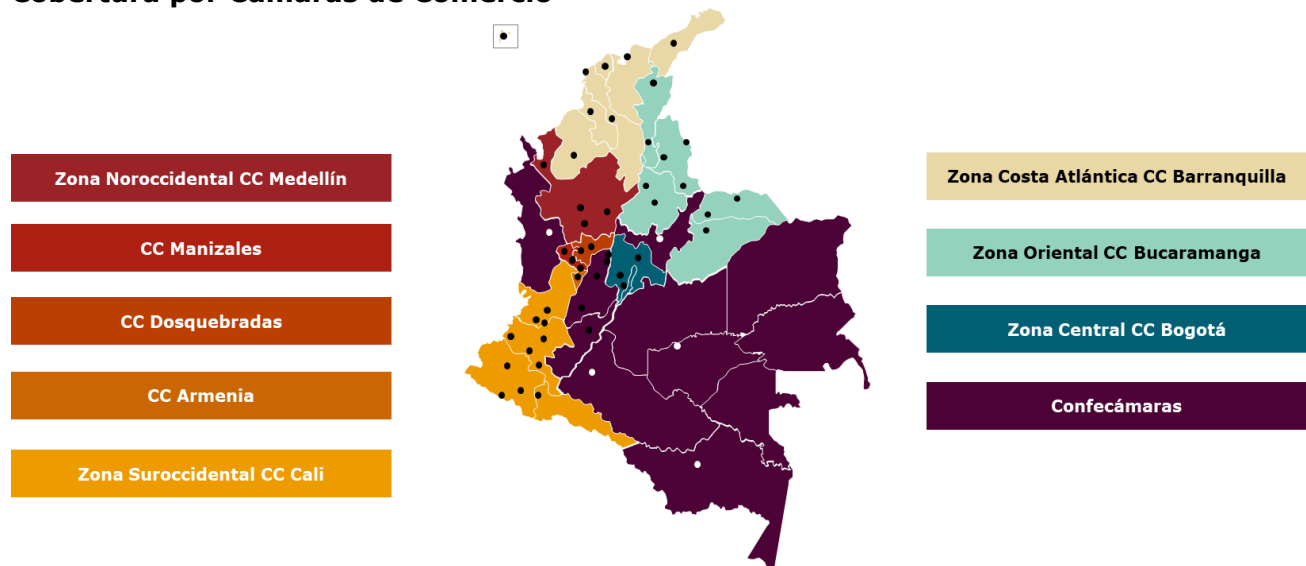 Cobertura por Cámaras de Comercio
Zona Noroccidental CC Medellín
CC Manizales
CC Dosquebradas
CC Armenia
Zona Suroccidental CC Cali
Zona Costa Atlántica CC Barranquilla
Zona Oriental CC Bucaramanga
Zona Central CC Bogotá
Confecámaras